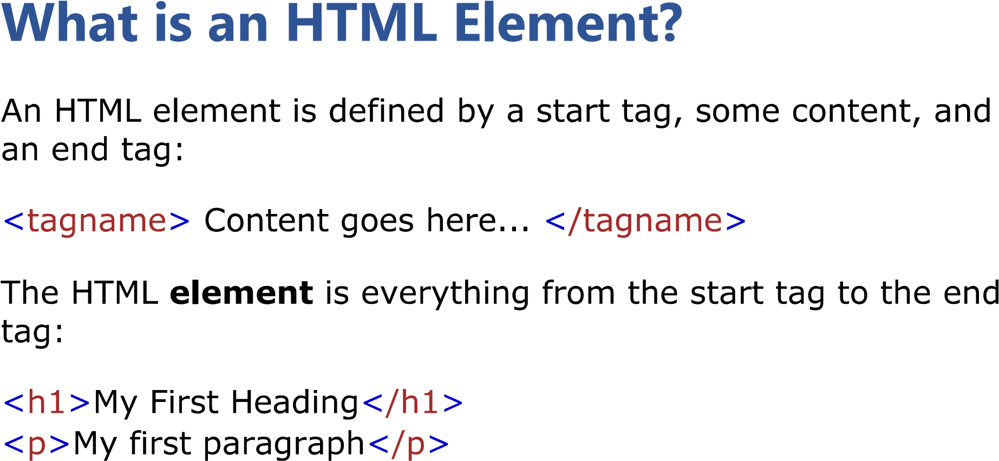 What is an HTML Element?
An HTML element is defined by a start tag, some content, and
an end tag:
<tagname> Content goes here... </tagname>
The HTML element is everything from the start tag to the end
tag:
<h1>My First Heading</h1>
<p>My first paragraph</p>